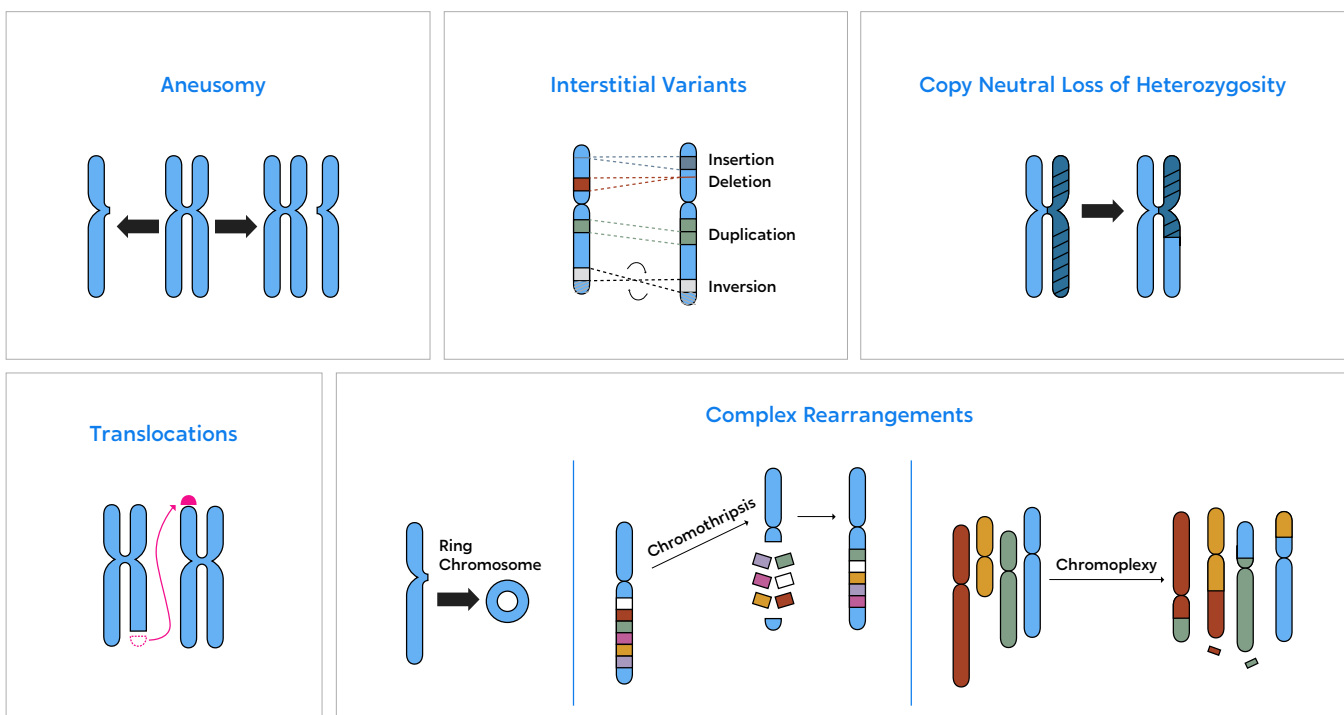 Aneusomy
Interstitial Variants
Insertion
Deletion
Duplication
Inversion
Copy Neutral Loss of Heterozygosity
Translocations
Complex Rearrangements
Ring
Chromosome
Chromothripsis
Chromoplexy